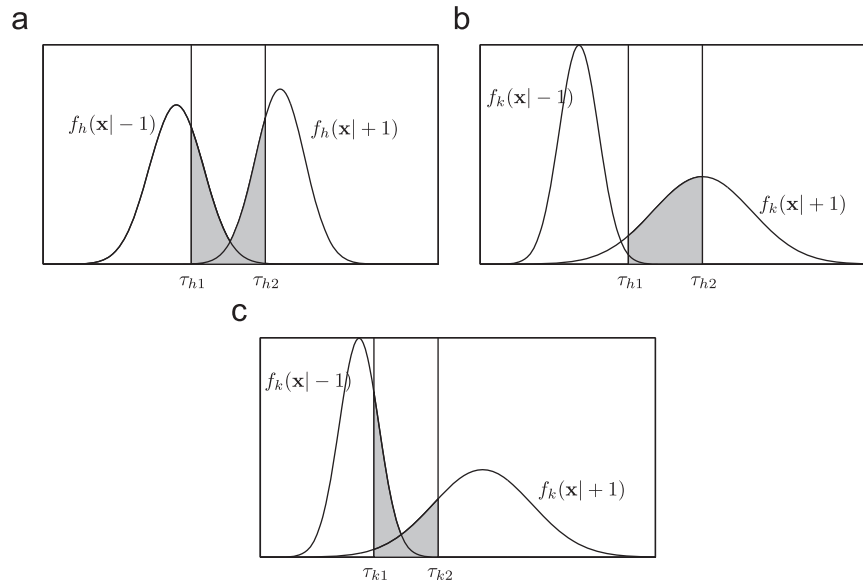 a
f_h(x|−1)
f_h(x|+1)
τ_h1
τ_h2
b
f_k(x|−1)
f_k(x|+1)
τ_h1
τ_h2
c
f_k(x|−1)
f_k(x|+1)
τ_k1
τ_k2